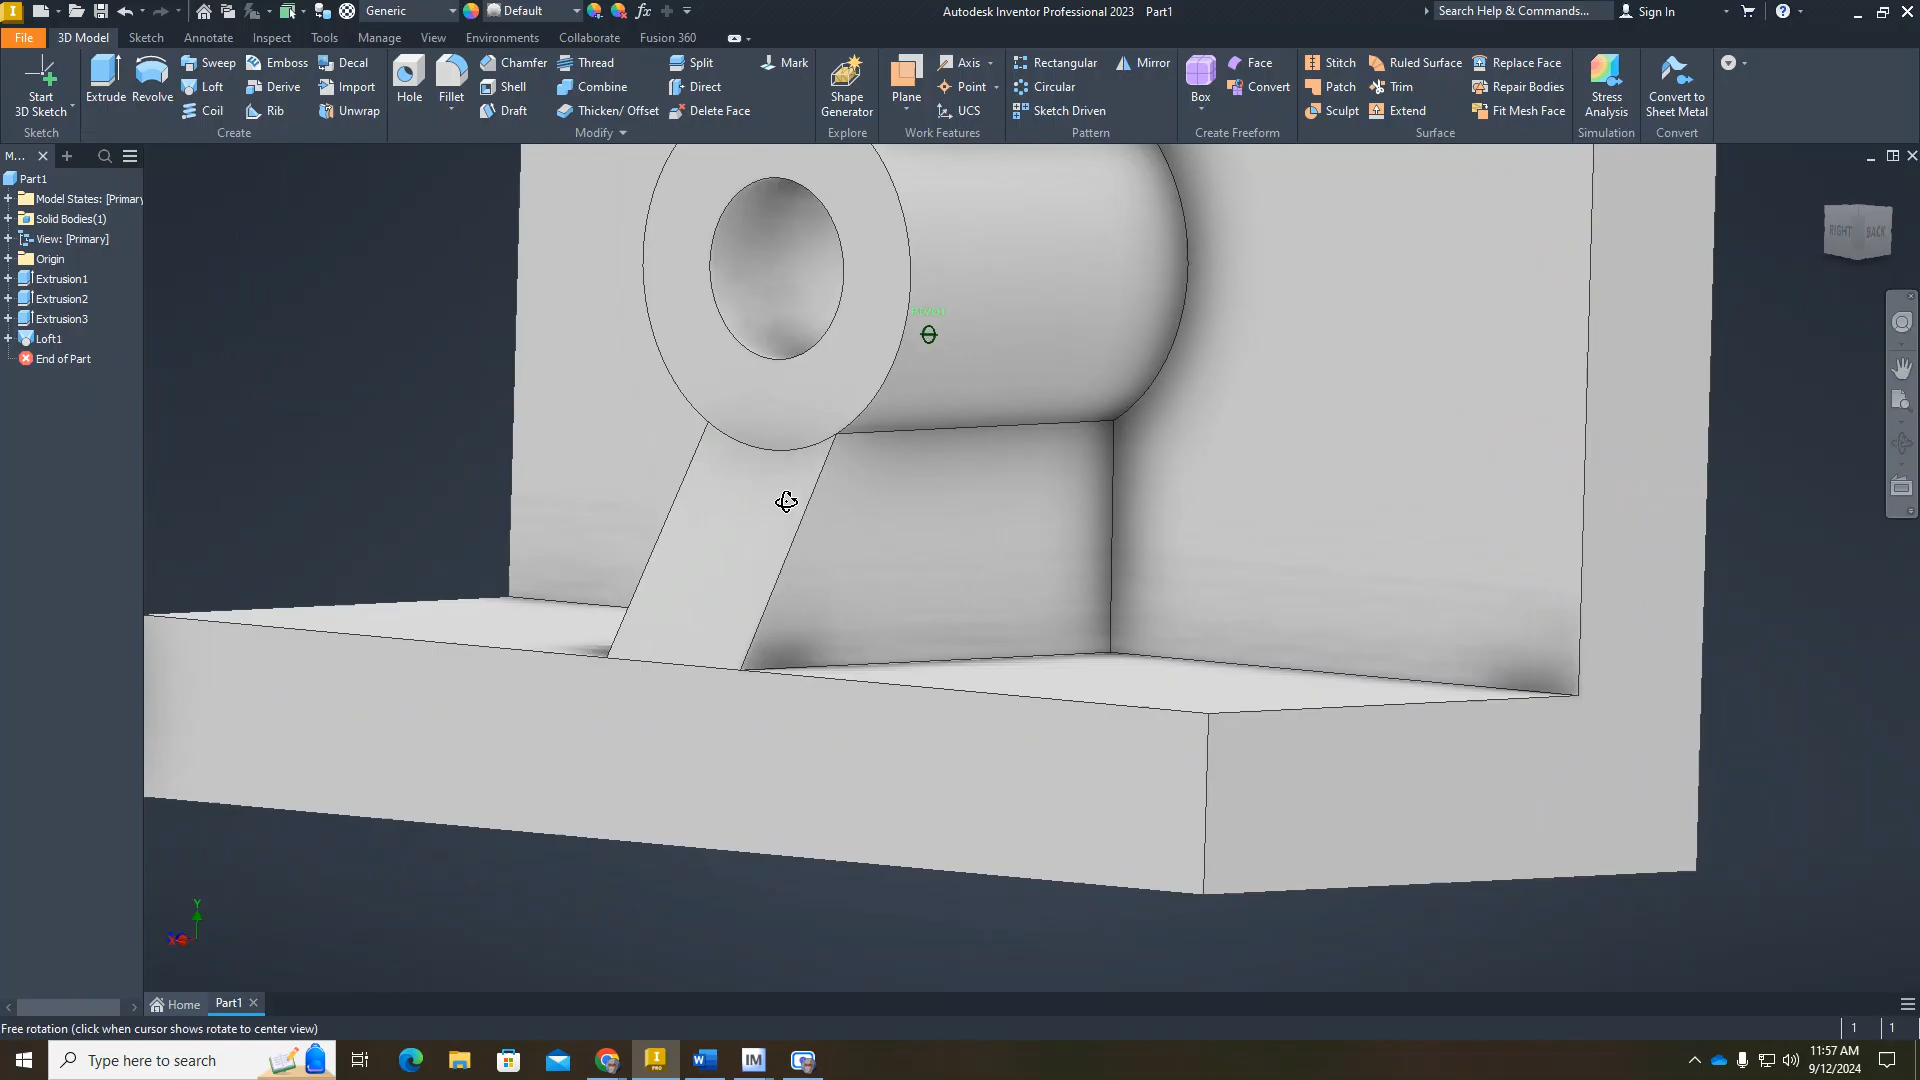 Generic
Default
fx
Autodesk Inventor Professional 2023 Part1
Search Help & Commands...
Sign In
File
3D Model
Sketch
Annotate
Inspect
Tools
Manage
View
Environments
Collaborate
Fusion 360
Start
3D Sketch
Extrude
Revolve
Sweep
Loft
Coil
Emboss
Derive
Rib
Decal
Import
Unwrap
Hole
Fillet
Chamfer
Shell
Draft
Thread
Combine
Thicken/ Offset
Split
Direct
Delete Face
Mark
Shape
Generator
Plane
Axis
Point
UCS
Rectangular
Circular
Sketch Driven
Mirror
Box
Face
Convert
Stitch
Patch
Sculpt
Ruled Surface
Trim
Extend
Replace Face
Repair Bodies
Fit Mesh Face
Stress
Analysis
Convert to
Sheet Metal
Sketch
Create
Modify
Explore
Work Features
Pattern
Create Freeform
Surface
Simulation
Convert
M...
Part1
Model States: [Primary
Solid Bodies(1)
View: [Primary]
Origin
Extrusion1
Extrusion2
Extrusion3
Loft1
End of Part
RIGHT
BACK
Y
X
Home
Part1
Free rotation (click when cursor shows rotate to center view)
1
1
Type here to search
PRO
IM
11:57 AM
9/12/2024